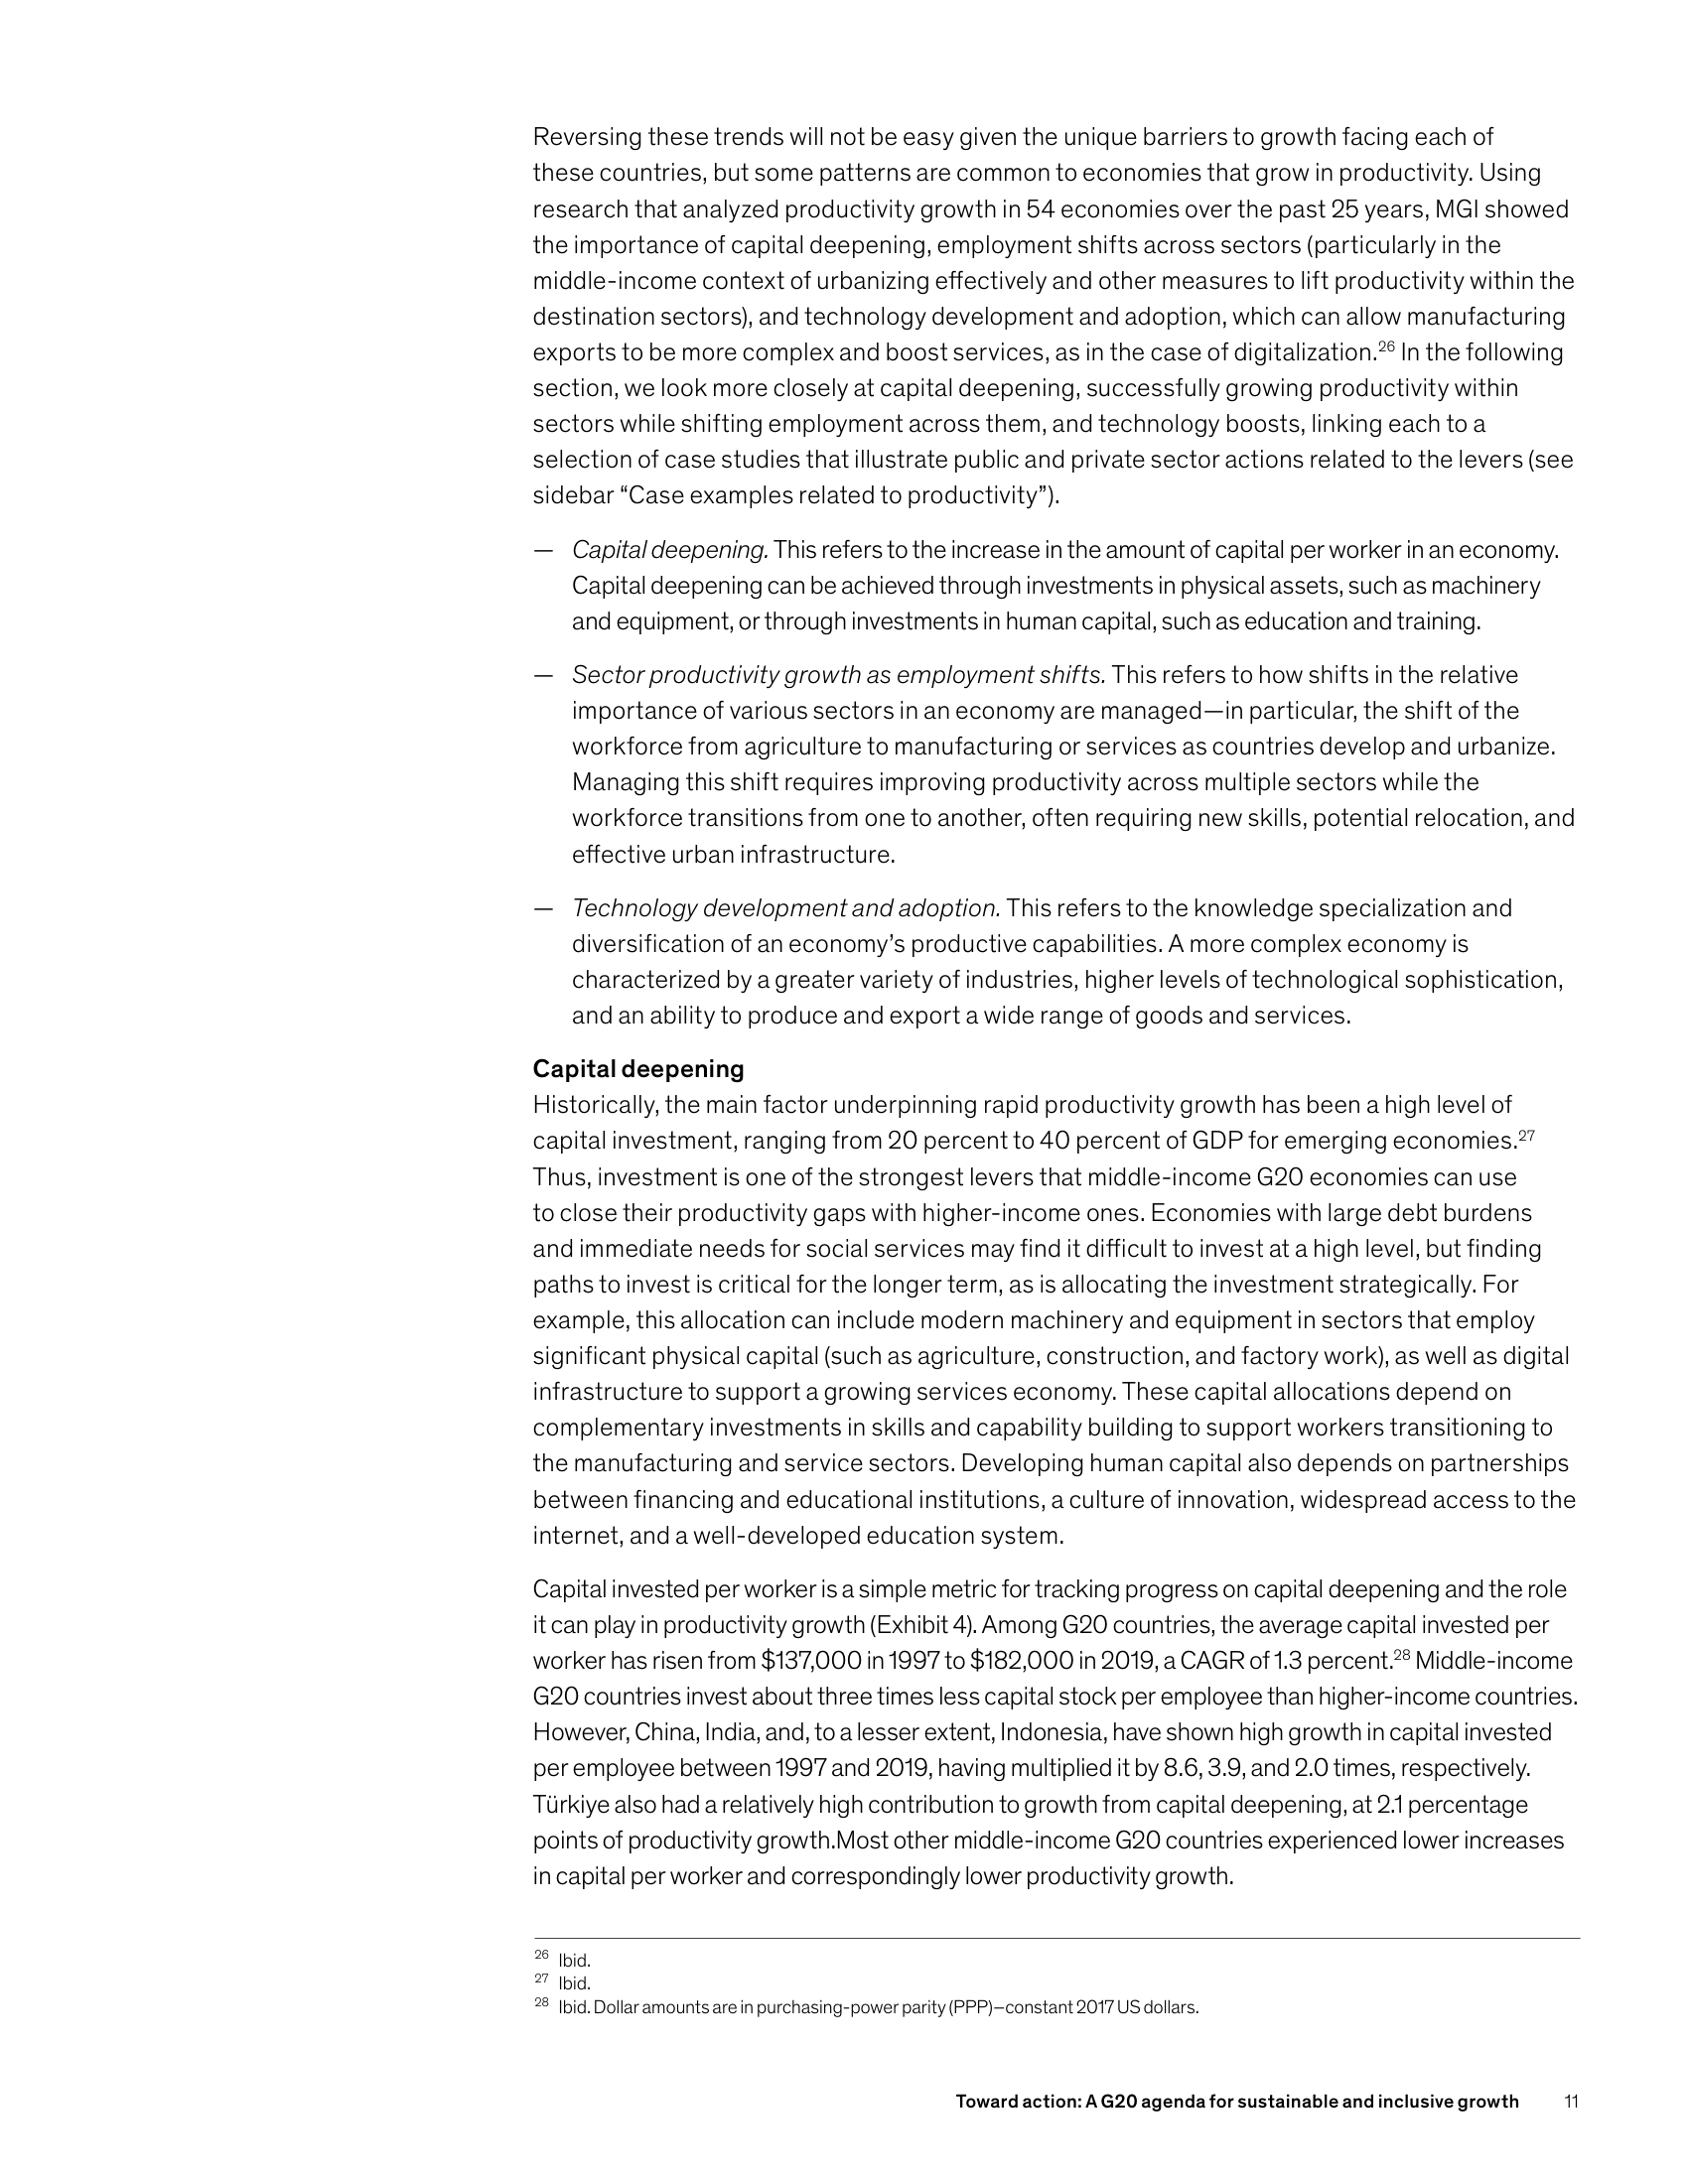 Reversing these trends will not be easy given the unique barriers to growth facing each of
these countries, but some patterns are common to economies that grow in productivity. Using
research that analyzed productivity growth in 54 economies over the past 25 years, MGI showed
the importance of capital deepening, employment shifts across sectors (particularly in the
middle-income context of urbanizing effectively and other measures to lift productivity within the
destination sectors), and technology development and adoption, which can allow manufacturing
exports to be more complex and boost services, as in the case of digitalization.26 In the following
section, we look more closely at capital deepening, successfully growing productivity within
sectors while shifting employment across them, and technology boosts, linking each to a
selection of case studies that illustrate public and private sector actions related to the levers (see
sidebar “Case examples related to productivity”).
— Capital deepening. This refers to the increase in the amount of capital per worker in an economy.
Capital deepening can be achieved through investments in physical assets, such as machinery
and equipment, or through investments in human capital, such as education and training.
— Sector productivity growth as employment shifts. This refers to how shifts in the relative
importance of various sectors in an economy are managed—in particular, the shift of the
workforce from agriculture to manufacturing or services as countries develop and urbanize.
Managing this shift requires improving productivity across multiple sectors while the
workforce transitions from one to another, often requiring new skills, potential relocation, and
effective urban infrastructure.
— Technology development and adoption. This refers to the knowledge specialization and
diversification of an economy’s productive capabilities. A more complex economy is
characterized by a greater variety of industries, higher levels of technological sophistication,
and an ability to produce and export a wide range of goods and services.
Capital deepening
Historically, the main factor underpinning rapid productivity growth has been a high level of
capital investment, ranging from 20 percent to 40 percent of GDP for emerging economies.27
Thus, investment is one of the strongest levers that middle-income G20 economies can use
to close their productivity gaps with higher-income ones. Economies with large debt burdens
and immediate needs for social services may find it difficult to invest at a high level, but finding
paths to invest is critical for the longer term, as is allocating the investment strategically. For
example, this allocation can include modern machinery and equipment in sectors that employ
significant physical capital (such as agriculture, construction, and factory work), as well as digital
infrastructure to support a growing services economy. These capital allocations depend on
complementary investments in skills and capability building to support workers transitioning to
the manufacturing and service sectors. Developing human capital also depends on partnerships
between financing and educational institutions, a culture of innovation, widespread access to the
internet, and a well-developed education system.
Capital invested per worker is a simple metric for tracking progress on capital deepening and the role
it can play in productivity growth (Exhibit 4). Among G20 countries, the average capital invested per
worker has risen from $137,000 in 1997 to $182,000 in 2019, a CAGR of 1.3 percent.28 Middle-income
G20 countries invest about three times less capital stock per employee than higher-income countries.
However, China, India, and, to a lesser extent, Indonesia, have shown high growth in capital invested
per employee between 1997 and 2019, having multiplied it by 8.6, 3.9, and 2.0 times, respectively.
Türkiye also had a relatively high contribution to growth from capital deepening, at 2.1 percentage
points of productivity growth.Most other middle-income G20 countries experienced lower increases
in capital per worker and correspondingly lower productivity growth.
26 Ibid.
27 Ibid.
28 Ibid. Dollar amounts are in purchasing-power parity (PPP)–constant 2017 US dollars.
Toward action: A G20 agenda for sustainable and inclusive growth 11